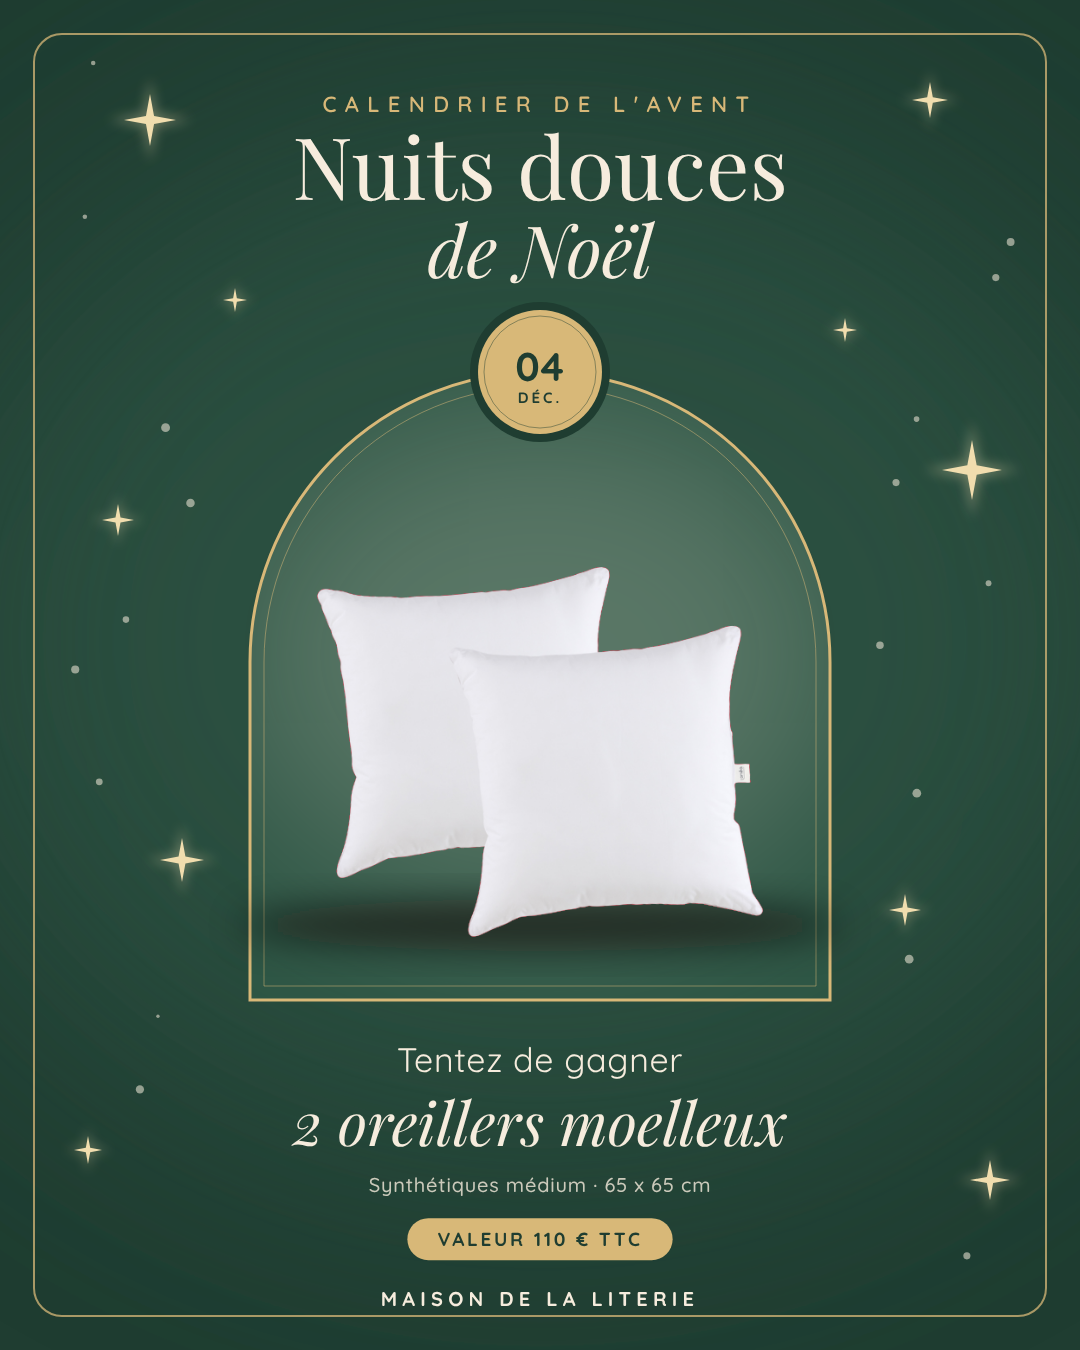 CALENDRIER DE L'AVENT
Nuits douces
de Noël
04
DÉC.
Tentez de gagner
2 oreillers moelleux
Synthétiques médium · 65 x 65 cm
VALEUR 110 € TTC
MAISON DE LA LITERIE